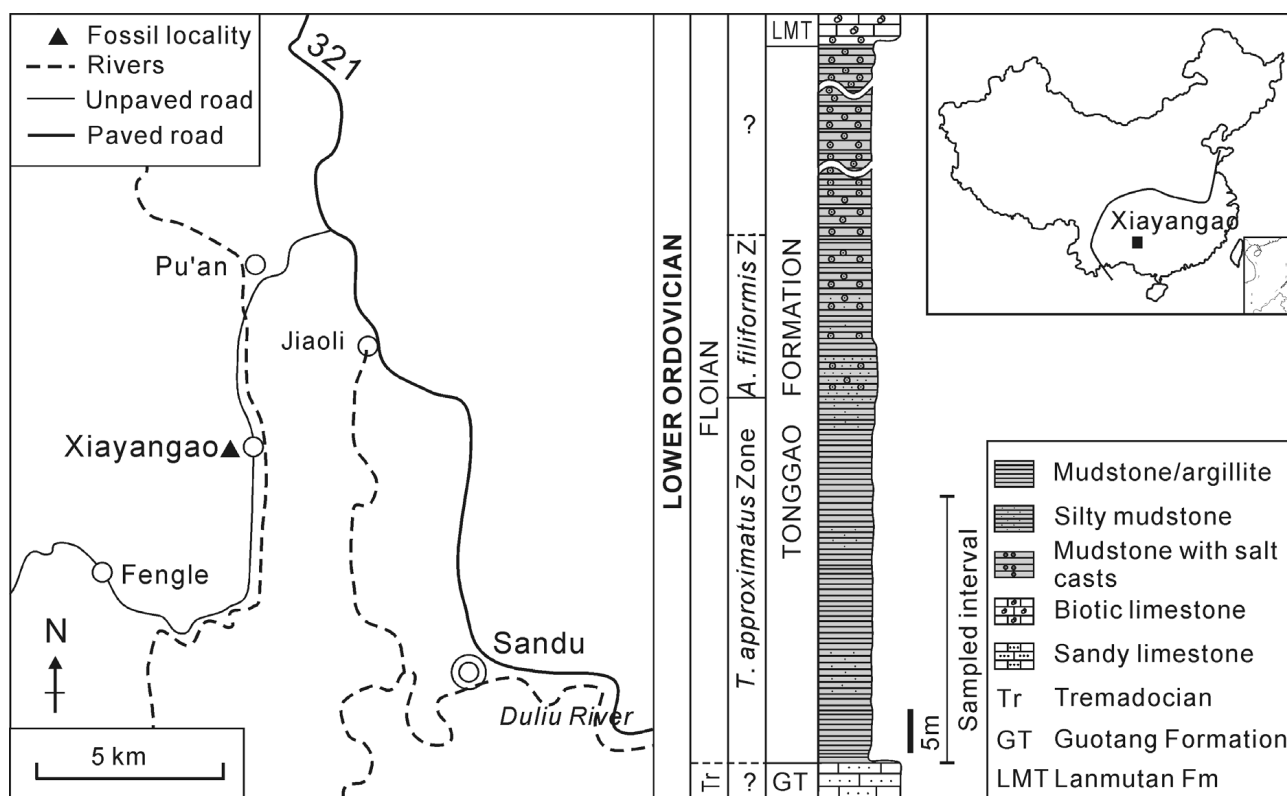 Fossil locality
Rivers
Unpaved road
Paved road
321
Pu'an
Jiaoli
Xiayangao
Fengle
N
Sandu
Duliu River
5 km
LOWER ORDOVICIAN
FLOIAN
Tr
?
A. filiformis Z.
T. approximatus Zone
?
LMT
TONGGAO FORMATION
GT
5m
Sampled interval
Xiayangao
Mudstone/argillite
Silty mudstone
Mudstone with salt
casts
Biotic limestone
Sandy limestone
Tr Tremadocian
GT Guotang Formation
LMT Lanmutan Fm